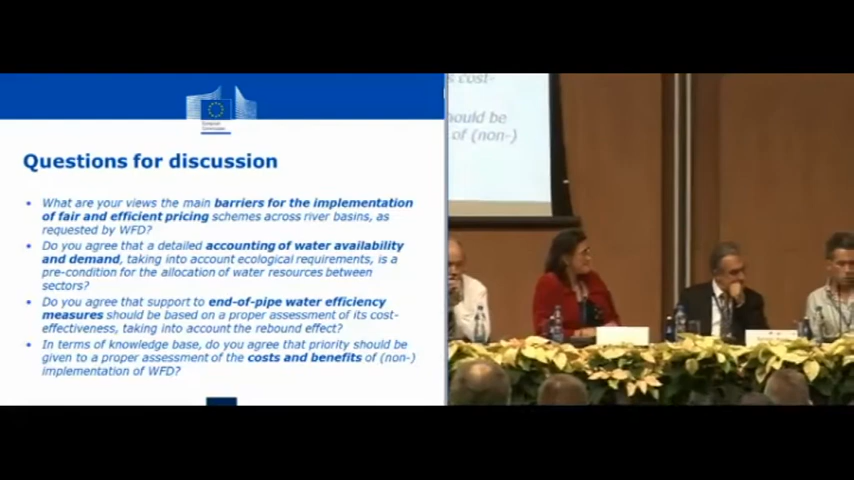 European
Commission
Questions for discussion
• What are your views the main barriers for the implementation
of fair and efficient pricing schemes across river basins, as
requested by WFD?
• Do you agree that a detailed accounting of water availability
and demand, taking into account ecological requirements, is a
pre-condition for the allocation of water resources between
sectors?
• Do you agree that support to end-of-pipe water efficiency
measures should be based on a proper assessment of its cost-
effectiveness, taking into account the rebound effect?
• In terms of knowledge base, do you agree that priority should be
given to a proper assessment of the costs and benefits of (non-)
implementation of WFD?
s cost-
hould be
of (non-)